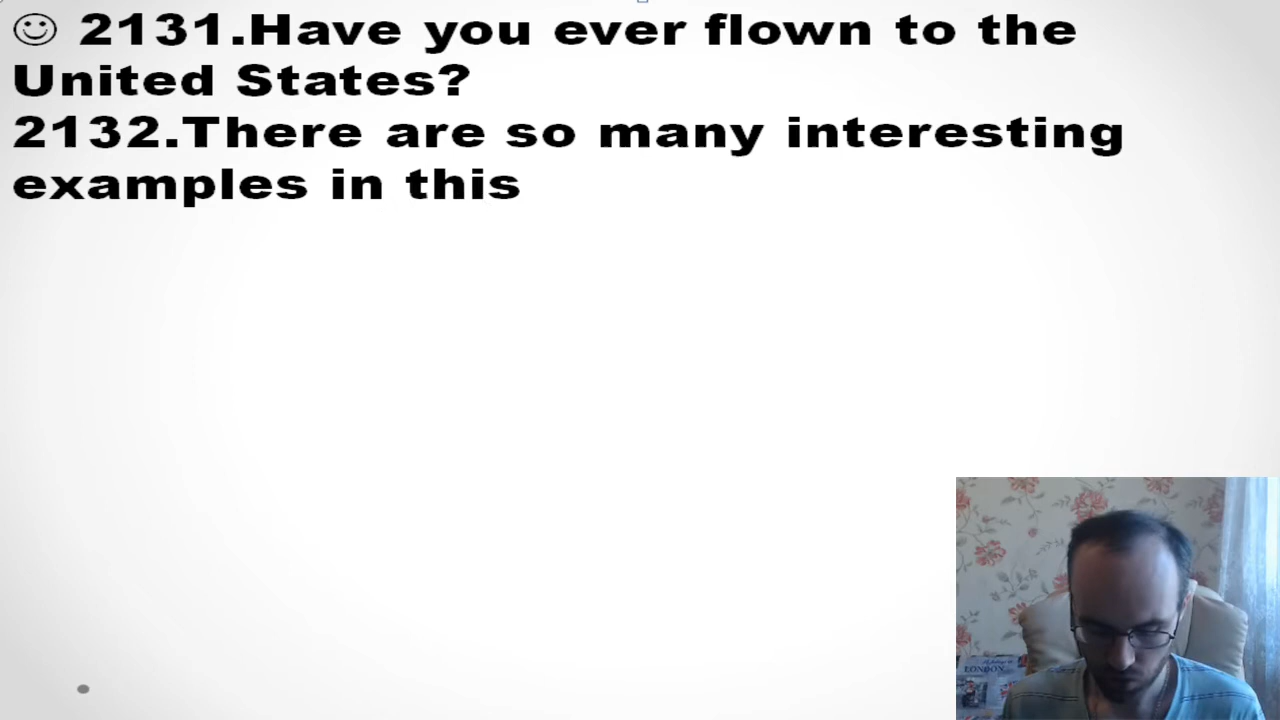 ☺ 2131.Have you ever flown to the
United States?
2132.There are so many interesting
examples in this
LONDON